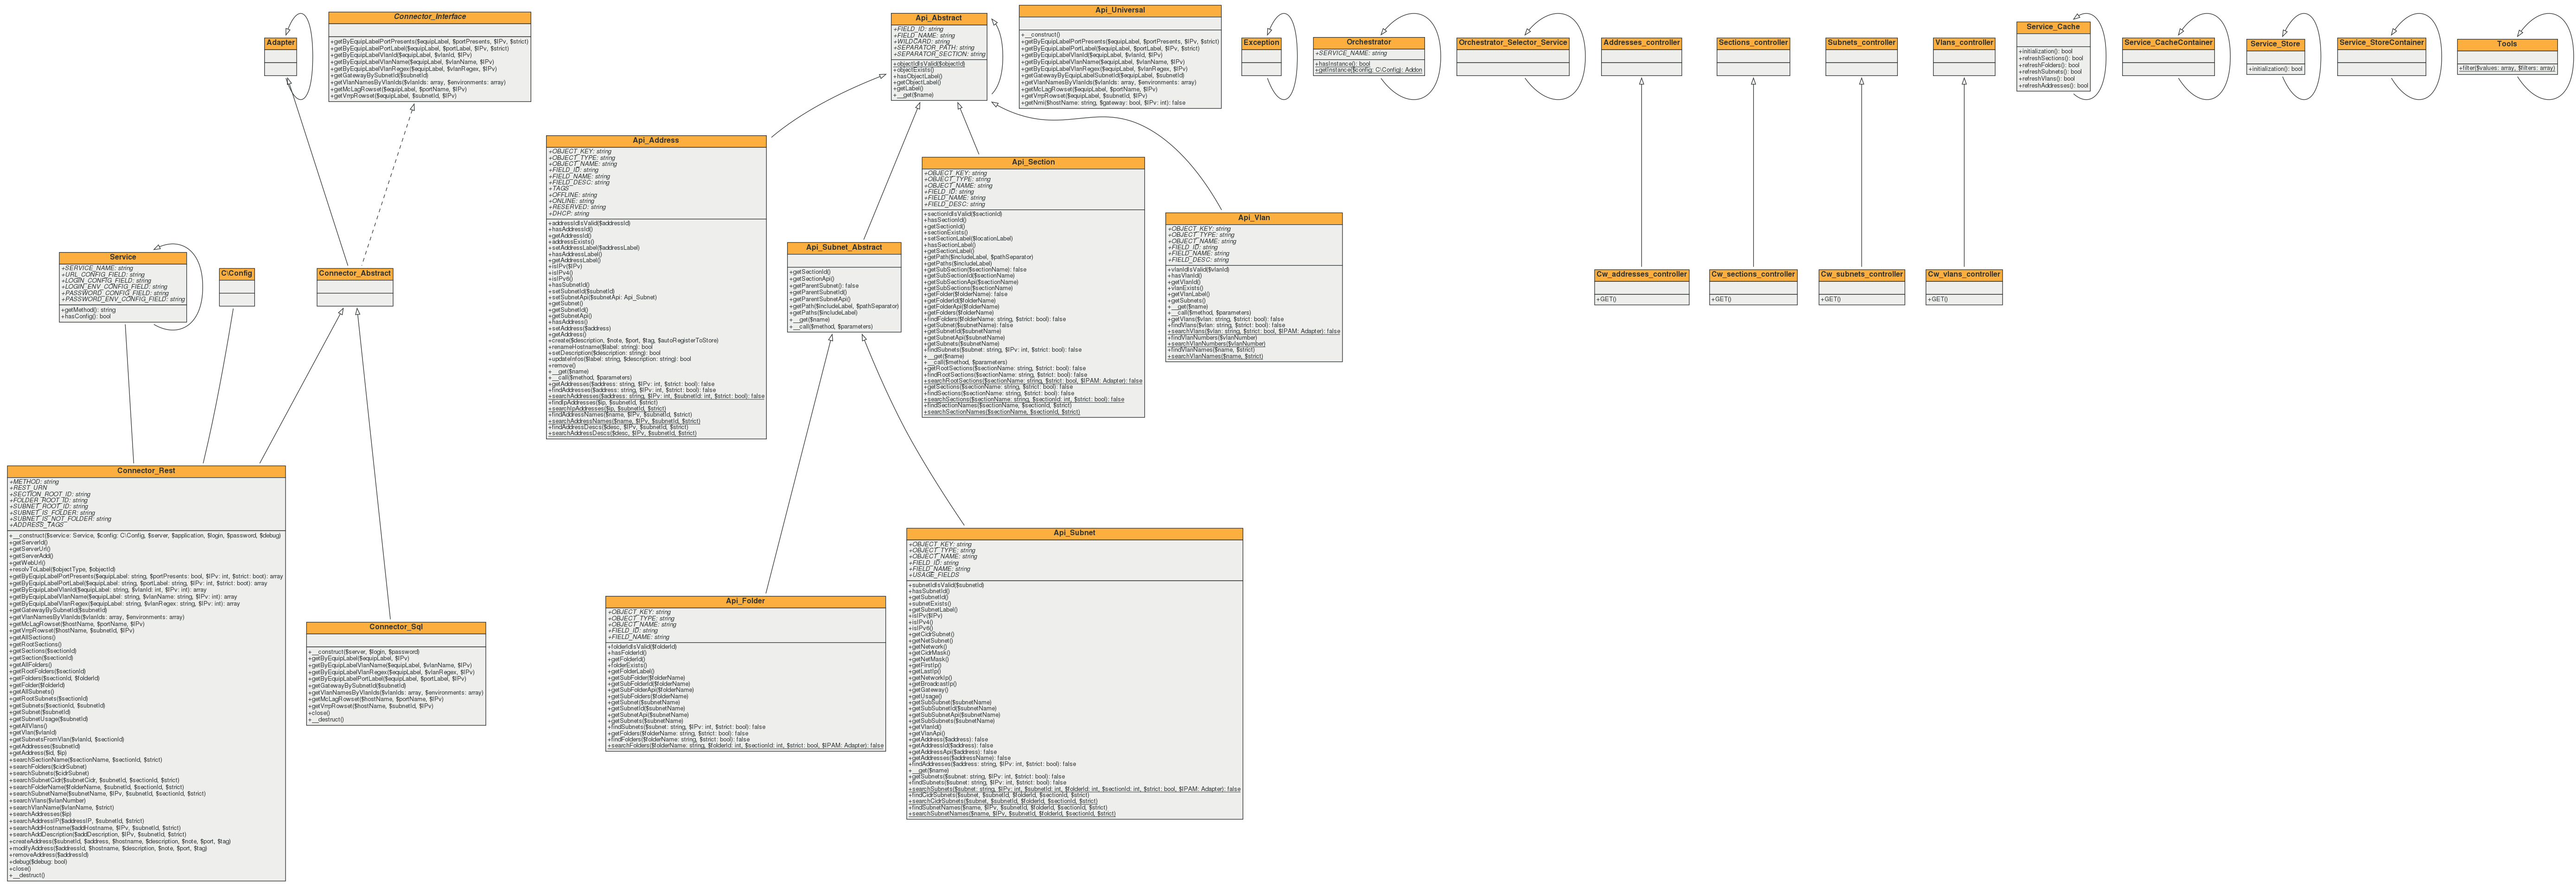 Adapter
Connector_Interface
+getByEquipLabelPortPresents($equipLabel, $portPresents, $IPv, $strict)
+getByEquipLabelPortLabel($equipLabel, $portLabel, $IPv, $strict)
+getByEquipLabelVlanId($equipLabel, $vlanId, $IPv)
+getByEquipLabelVlanName($equipLabel, $vlanName, $IPv)
+getByEquipLabelVlanRegex($equipLabel, $vlanRegex, $IPv)
+getGatewayBySubnetId($subnetId)
+getVlanNamesByVlanIds($vlanIds: array, $environments: array)
+getMcLagRowset($equipLabel, $portName, $IPv)
+getVrrpRowset($equipLabel, $subnetId, $IPv)
Api_Abstract
+FIELD_ID: string
+FIELD_NAME: string
+WILDCARD: string
+SEPARATOR_PATH: string
+SEPARATOR_SECTION: string
+objectIdIsValid($objectId)
+objectExists()
+hasObjectLabel()
+getObjectLabel()
+getLabel()
+__get($name)
Api_Universal
+__construct()
+getByEquipLabelPortPresents($equipLabel, $portPresents, $IPv, $strict)
+getByEquipLabelPortLabel($equipLabel, $portLabel, $IPv, $strict)
+getByEquipLabelVlanId($equipLabel, $vlanId, $IPv)
+getByEquipLabelVlanName($equipLabel, $vlanName, $IPv)
+getByEquipLabelVlanRegex($equipLabel, $vlanRegex, $IPv)
+getGatewayByEquipLabelSubnetId($equipLabel, $subnetId)
+getVlanNamesByVlanIds($vlanIds: array, $environments: array)
+getMcLagRowset($equipLabel, $portName, $IPv)
+getVrrpRowset($equipLabel, $subnetId, $IPv)
+getNmi($hostName: string, $gateway: bool, $IPv: int): false
Exception
Orchestrator
+SERVICE_NAME: string
+hasInstance(): bool
+getInstance($config: C\Config): Addon
Orchestrator_Selector_Service
Addresses_controller
Sections_controller
Subnets_controller
Vlans_controller
Service_Cache
+initialization(): bool
+refreshSections(): bool
+refreshFolders(): bool
+refreshSubnets(): bool
+refreshVlans(): bool
+refreshAddresses(): bool
Service_CacheContainer
Service_Store
+initialization(): bool
Service_StoreContainer
Tools
+filter($values: array, $filters: array)
Api_Address
+OBJECT_KEY: string
+OBJECT_TYPE: string
+OBJECT_NAME: string
+FIELD_ID: string
+FIELD_NAME: string
+FIELD_DESC: string
+TAGS
+OFFLINE: string
+ONLINE: string
+RESERVED: string
+DHCP: string
+addressIdIsValid($addressId)
+hasAddressId()
+getAddressId()
+addressExists()
+setAddressLabel($addressLabel)
+hasAddressLabel()
+getAddressLabel()
+isIPv($IPv)
+isIPv4()
+isIPv6()
+hasSubnetId()
+setSubnetId($subnetId)
+setSubnetApi($subnetApi: Api_Subnet)
+getSubnet()
+getSubnetId()
+getSubnetApi()
+hasAddress()
+setAddress($address)
+getAddress()
+create($description, $note, $port, $tag, $autoRegisterToStore)
+renameHostname($label: string): bool
+setDescription($description: string): bool
+updateInfos($label: string, $description: string): bool
+remove()
+__get($name)
+__call($method, $parameters)
+getAddresses($address: string, $IPv: int, $strict: bool): false
+findAddresses($address: string, $IPv: int, $strict: bool): false
+searchAddresses($address: string, $IPv: int, $subnetId: int, $strict: bool): false
+findIpAddresses($ip, $subnetId, $strict)
+searchIpAddresses($ip, $subnetId, $strict)
+findAddressNames($name, $IPv, $subnetId, $strict)
+searchAddressNames($name, $IPv, $subnetId, $strict)
+findAddressDescs($desc, $IPv, $subnetId, $strict)
+searchAddressDescs($desc, $IPv, $subnetId, $strict)
Api_Section
+OBJECT_KEY: string
+OBJECT_TYPE: string
+OBJECT_NAME: string
+FIELD_ID: string
+FIELD_NAME: string
+FIELD_DESC: string
+sectionIdIsValid($sectionId)
+hasSectionId()
+getSectionId()
+sectionExists()
+setSectionLabel($locationLabel)
+hasSectionLabel()
+getSectionLabel()
+getPath($includeLabel, $pathSeparator)
+getPaths($includeLabel)
+getSubSection($sectionName): false
+getSubSectionId($sectionName)
+getSubSectionApi($sectionName)
+getSubSections($sectionName)
+getFolder($folderName): false
+getFolderId($folderName)
+getFolderApi($folderName)
+getFolders($folderName)
+findFolders($folderName: string, $strict: bool): false
+getSubnet($subnetName): false
+getSubnetId($subnetName)
+getSubnetApi($subnetName)
+getSubnets($subnetName)
+findSubnets($subnet: string, $IPv: int, $strict: bool): false
+__get($name)
+__call($method, $parameters)
+getRootSections($sectionName: string, $strict: bool): false
+findRootSections($sectionName: string, $strict: bool): false
+searchRootSections($sectionName: string, $strict: bool, $IPAM: Adapter): false
+getSections($sectionName: string, $strict: bool): false
+findSections($sectionName: string, $strict: bool): false
+searchSections($sectionName: string, $sectionId: int, $strict: bool): false
+findSectionNames($sectionName, $sectionId, $strict)
+searchSectionNames($sectionName, $sectionId, $strict)
Api_Vlan
+OBJECT_KEY: string
+OBJECT_TYPE: string
+OBJECT_NAME: string
+FIELD_ID: string
+FIELD_NAME: string
+FIELD_DESC: string
+vlanIdIsValid($vlanId)
+hasVlanId()
+getVlanId()
+vlanExists()
+getVlanLabel()
+getSubnets()
+__get($name)
+__call($method, $parameters)
+getVlans($vlan: string, $strict: bool): false
+findVlans($vlan: string, $strict: bool): false
+searchVlans($vlan: string, $strict: bool, $IPAM: Adapter): false
+findVlanNumbers($vlanNumber)
+searchVlanNumbers($vlanNumber)
+findVlanNames($name, $strict)
+searchVlanNames($name, $strict)
Service
+SERVICE_NAME: string
+URL_CONFIG_FIELD: string
+LOGIN_CONFIG_FIELD: string
+LOGIN_ENV_CONFIG_FIELD: string
+PASSWORD_CONFIG_FIELD: string
+PASSWORD_ENV_CONFIG_FIELD: string
+getMethod(): string
+hasConfig(): bool
C\Config
Connector_Abstract
Api_Subnet_Abstract
+getSectionId()
+getSectionApi()
+getParentSubnet(): false
+getParentSubnetId()
+getParentSubnetApi()
+getPath($includeLabel, $pathSeparator)
+getPaths($includeLabel)
+__get($name)
+__call($method, $parameters)
Cw_addresses_controller
+GET()
Cw_sections_controller
+GET()
Cw_subnets_controller
+GET()
Cw_vlans_controller
+GET()
Connector_Rest
+METHOD: string
+REST_URN
+SECTION_ROOT_ID: string
+FOLDER_ROOT_ID: string
+SUBNET_ROOT_ID: string
+SUBNET_IS_FOLDER: string
+SUBNET_IS_NOT_FOLDER: string
+ADDRESS_TAGS
+__construct($service: Service, $config: C\Config, $server, $application, $login, $password, $debug)
+getServerId()
+getServerUrl()
+getServerAdd()
+getWebUrl()
+resolvToLabel($objectType, $objectId)
+getByEquipLabelPortPresents($equipLabel: string, $portPresents: bool, $IPv: int, $strict: bool): array
+getByEquipLabelPortLabel($equipLabel: string, $portLabel: string, $IPv: int, $strict: bool): array
+getByEquipLabelVlanId($equipLabel: string, $vlanId: int, $IPv: int): array
+getByEquipLabelVlanName($equipLabel: string, $vlanName: string, $IPv: int): array
+getByEquipLabelVlanRegex($equipLabel: string, $vlanRegex: string, $IPv: int): array
+getGatewayBySubnetId($subnetId)
+getVlanNamesByVlanIds($vlanIds: array, $environments: array)
+getMcLagRowset($hostName, $portName, $IPv)
+getVrrpRowset($hostName, $subnetId, $IPv)
+getAllSections()
+getRootSections()
+getSections($sectionId)
+getSection($sectionId)
+getAllFolders()
+getRootFolders($sectionId)
+getFolders($sectionId, $folderId)
+getFolder($folderId)
+getAllSubnets()
+getRootSubnets($sectionId)
+getSubnets($sectionId, $subnetId)
+getSubnet($subnetId)
+getSubnetUsage($subnetId)
+getAllVlans()
+getVlan($vlanId)
+getSubnetsFromVlan($vlanId, $sectionId)
+getAddresses($subnetId)
+getAddress($id, $ip)
+searchSectionName($sectionName, $sectionId, $strict)
+searchFolders($cidrSubnet)
+searchSubnets($cidrSubnet)
+searchSubnetCidr($subnetCidr, $subnetId, $sectionId, $strict)
+searchFolderName($folderName, $subnetId, $sectionId, $strict)
+searchSubnetName($subnetName, $IPv, $subnetId, $sectionId, $strict)
+searchVlans($vlanNumber)
+searchVlanName($vlanName, $strict)
+searchAddresses($ip)
+searchAddressIP($addressIP, $subnetId, $strict)
+searchAddHostname($addHostname, $IPv, $subnetId, $strict)
+searchAddDescription($addDescription, $IPv, $subnetId, $strict)
+createAddress($subnetId, $address, $hostname, $description, $note, $port, $tag)
+modifyAddress($addressId, $hostname, $description, $note, $port, $tag)
+removeAddress($addressId)
+debug($debug: bool)
+close()
+__destruct()
Connector_Sql
+__construct($server, $login, $password)
+getByEquipLabel($equipLabel, $IPv)
+getByEquipLabelVlanName($equipLabel, $vlanName, $IPv)
+getByEquipLabelVlanRegex($equipLabel, $vlanRegex, $IPv)
+getByEquipLabelPortLabel($equipLabel, $portLabel, $IPv)
+getGatewayBySubnetId($subnetId)
+getVlanNamesByVlanIds($vlanIds: array, $environments: array)
+getMcLagRowset($hostName, $portName, $IPv)
+getVrrpRowset($hostName, $subnetId, $IPv)
+close()
+__destruct()
Api_Folder
+OBJECT_KEY: string
+OBJECT_TYPE: string
+OBJECT_NAME: string
+FIELD_ID: string
+FIELD_NAME: string
+folderIdIsValid($folderId)
+hasFolderId()
+getFolderId()
+folderExists()
+getFolderLabel()
+getSubFolder($folderName)
+getSubFolderId($folderName)
+getSubFolderApi($folderName)
+getSubFolders($folderName)
+getSubnet($subnetName)
+getSubnetId($subnetName)
+getSubnetApi($subnetName)
+getSubnets($subnetName)
+findSubnets($subnet: string, $IPv: int, $strict: bool): false
+getFolders($folderName: string, $strict: bool): false
+findFolders($folderName: string, $strict: bool): false
+searchFolders($folderName: string, $folderId: int, $sectionId: int, $strict: bool, $IPAM: Adapter): false
Api_Subnet
+OBJECT_KEY: string
+OBJECT_TYPE: string
+OBJECT_NAME: string
+FIELD_ID: string
+FIELD_NAME: string
+USAGE_FIELDS
+subnetIdIsValid($subnetId)
+hasSubnetId()
+getSubnetId()
+subnetExists()
+getSubnetLabel()
+isIPv($IPv)
+isIPv4()
+isIPv6()
+getCidrSubnet()
+getNetSubnet()
+getNetwork()
+getCidrMask()
+getNetMask()
+getFirstIp()
+getLastIp()
+getNetworkIp()
+getBroadcastIp()
+getGateway()
+getUsage()
+getSubSubnet($subnetName)
+getSubSubnetId($subnetName)
+getSubSubnetApi($subnetName)
+getSubSubnets($subnetName)
+getVlanId()
+getVlanApi()
+getAddress($address): false
+getAddressId($address): false
+getAddressApi($address): false
+getAddresses($addressName): false
+findAddresses($address: string, $IPv: int, $strict: bool): false
+__get($name)
+getSubnets($subnet: string, $IPv: int, $strict: bool): false
+findSubnets($subnet: string, $IPv: int, $strict: bool): false
+searchSubnets($subnet: string, $IPv: int, $subnetId: int, $folderId: int, $sectionId: int, $strict: bool, $IPAM: Adapter): false
+findCidrSubnets($subnet, $subnetId, $folderId, $sectionId, $strict)
+searchCidrSubnets($subnet, $subnetId, $folderId, $sectionId, $strict)
+findSubnetNames($name, $IPv, $subnetId, $folderId, $sectionId, $strict)
+searchSubnetNames($name, $IPv, $subnetId, $folderId, $sectionId, $strict)